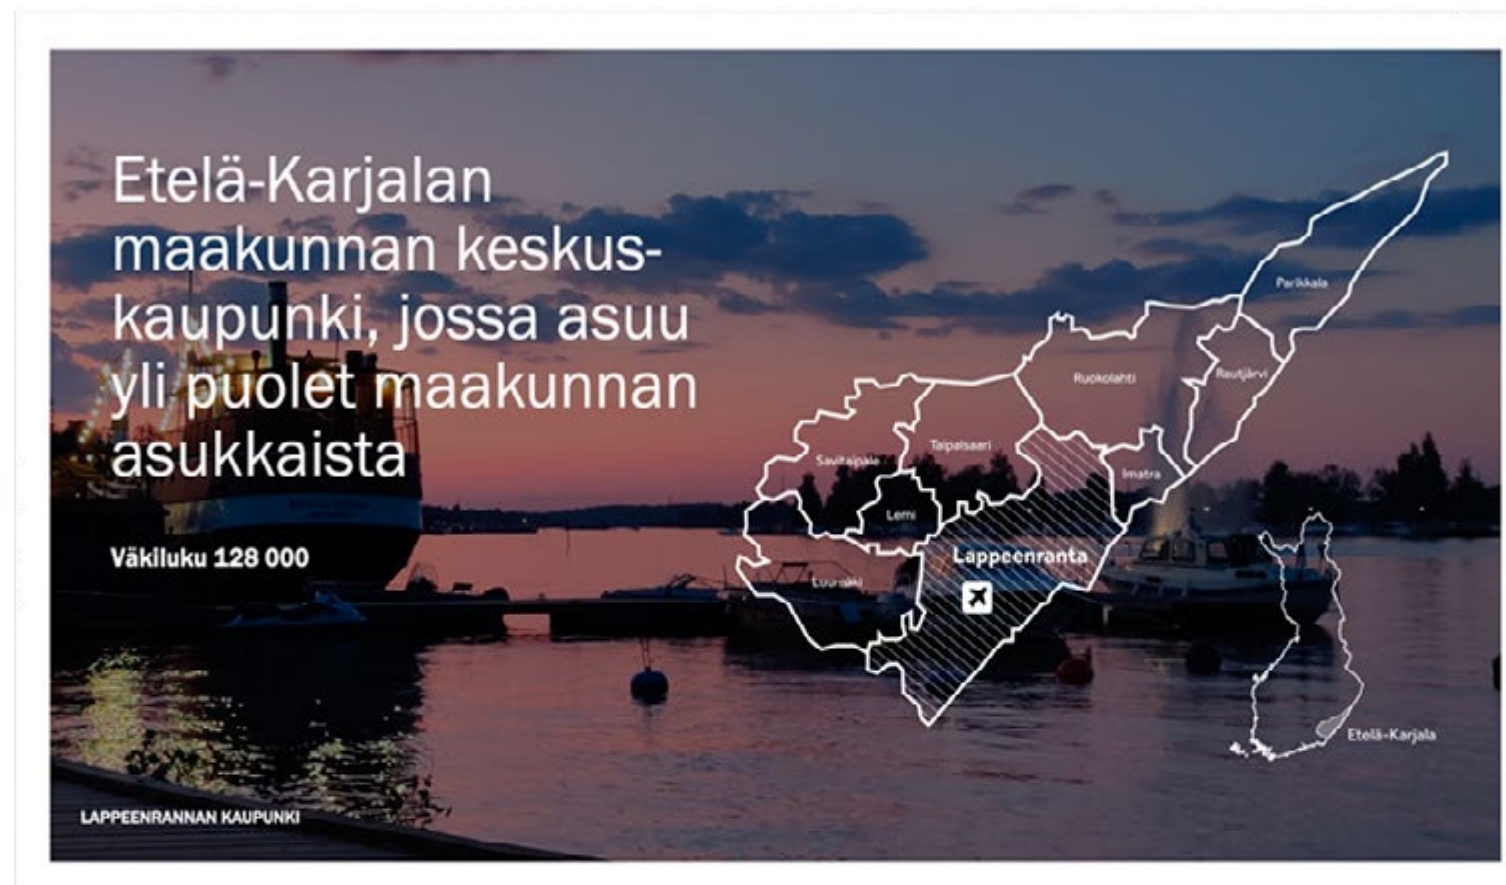 Etelä-Karjalan
maakunnan keskus-
kaupunki, jossa asuu
yli puolet maakunnan
asukkaista
Väkiluku 128 000
Parikkala
Ruokolahti
Rautjärvi
Taipalsaari
Savitaipale
Imatra
Lemi
Lappeenranta
Luumäki
Etelä-Karjala
LAPPEENRANNAN KAUPUNKI